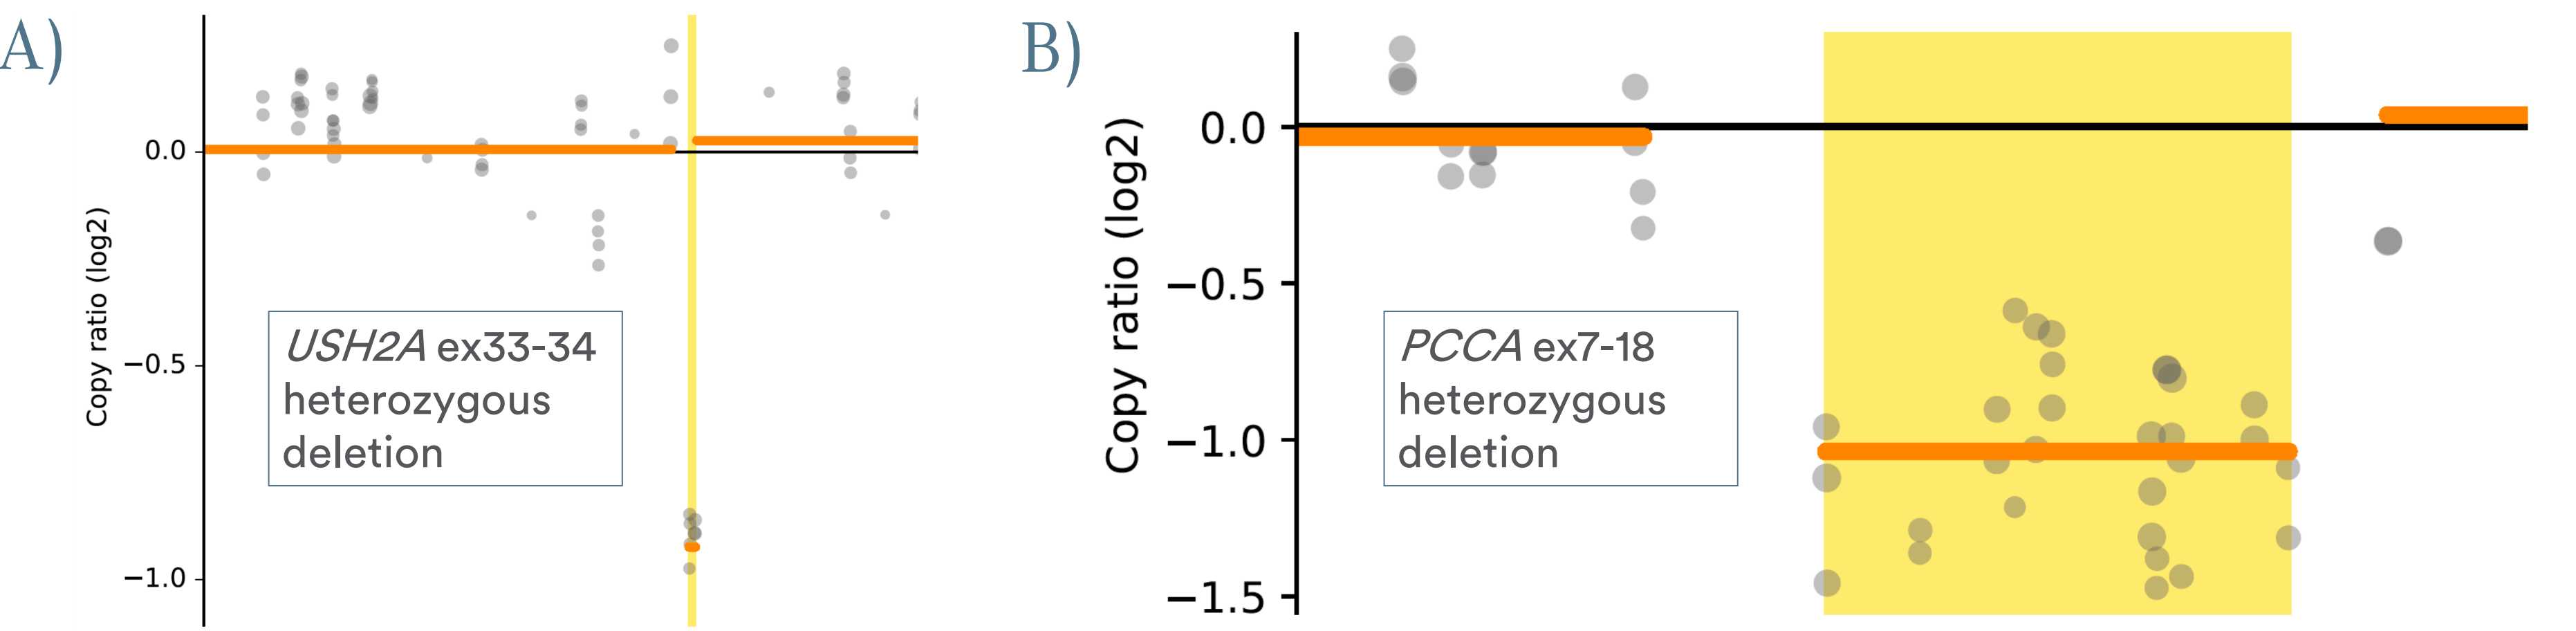 A)
Copy ratio (log2)
0.0
−0.5
−1.0
USH2A ex33-34
heterozygous
deletion
B)
Copy ratio (log2)
0.0
−0.5
−1.0
−1.5
PCCA ex7-18
heterozygous
deletion